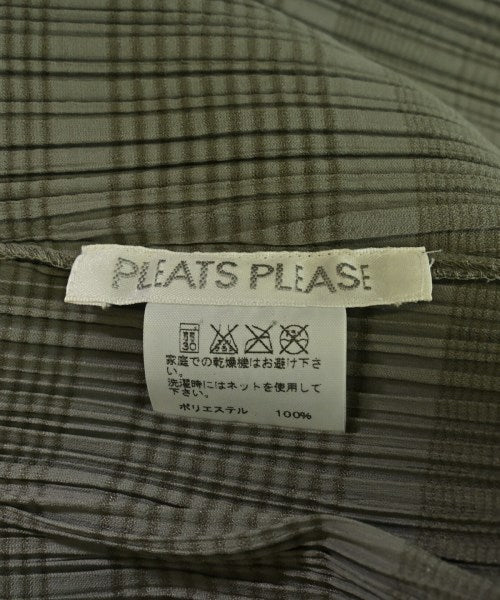 PLEATS PLEASE
家庭での乾燥機はお避け下さ
い。
洗濯時にはネットを使用して
下さい。
ポリエステル 100%